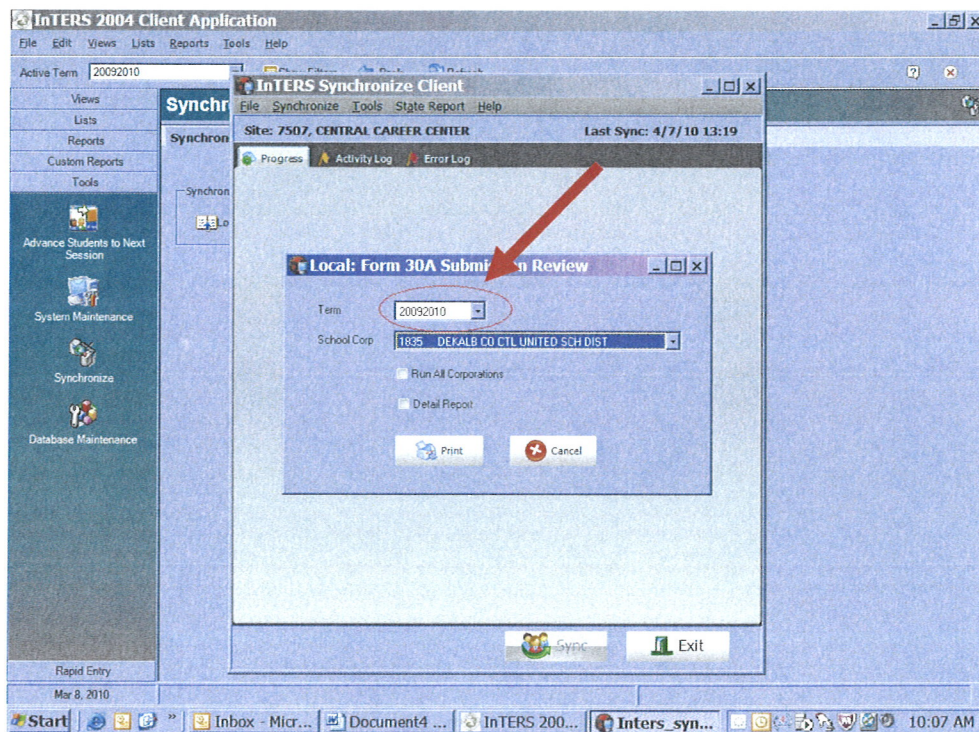 InTERS 2004 Client Application
File Edit Views Lists Reports Tools Help
Active Term 20092010
Views
Lists
Reports
Custom Reports
Tools
Advance Students to Next
Session
System Maintenance
Synchronize
Database Maintenance
Rapid Entry
Mar 8, 2010
Synchr
Synchron
Synchron
Lo
InTERS Synchronize Client
File Synchronize Tools State Report Help
Site: 7507, CENTRAL CAREER CENTER Last Sync: 4/7/10 13:19
Progress Activity Log Error Log
Local: Form 30A Submission Review
Term 20092010
School Corp 1835 DEKALB CO CTL UNITED SCH DIST
Run All Corporations
Detail Report
Print Cancel
Sync Exit
Start » Inbox - Micr... Document4 ... InTERS 200... Inters_syn... 10:07 AM